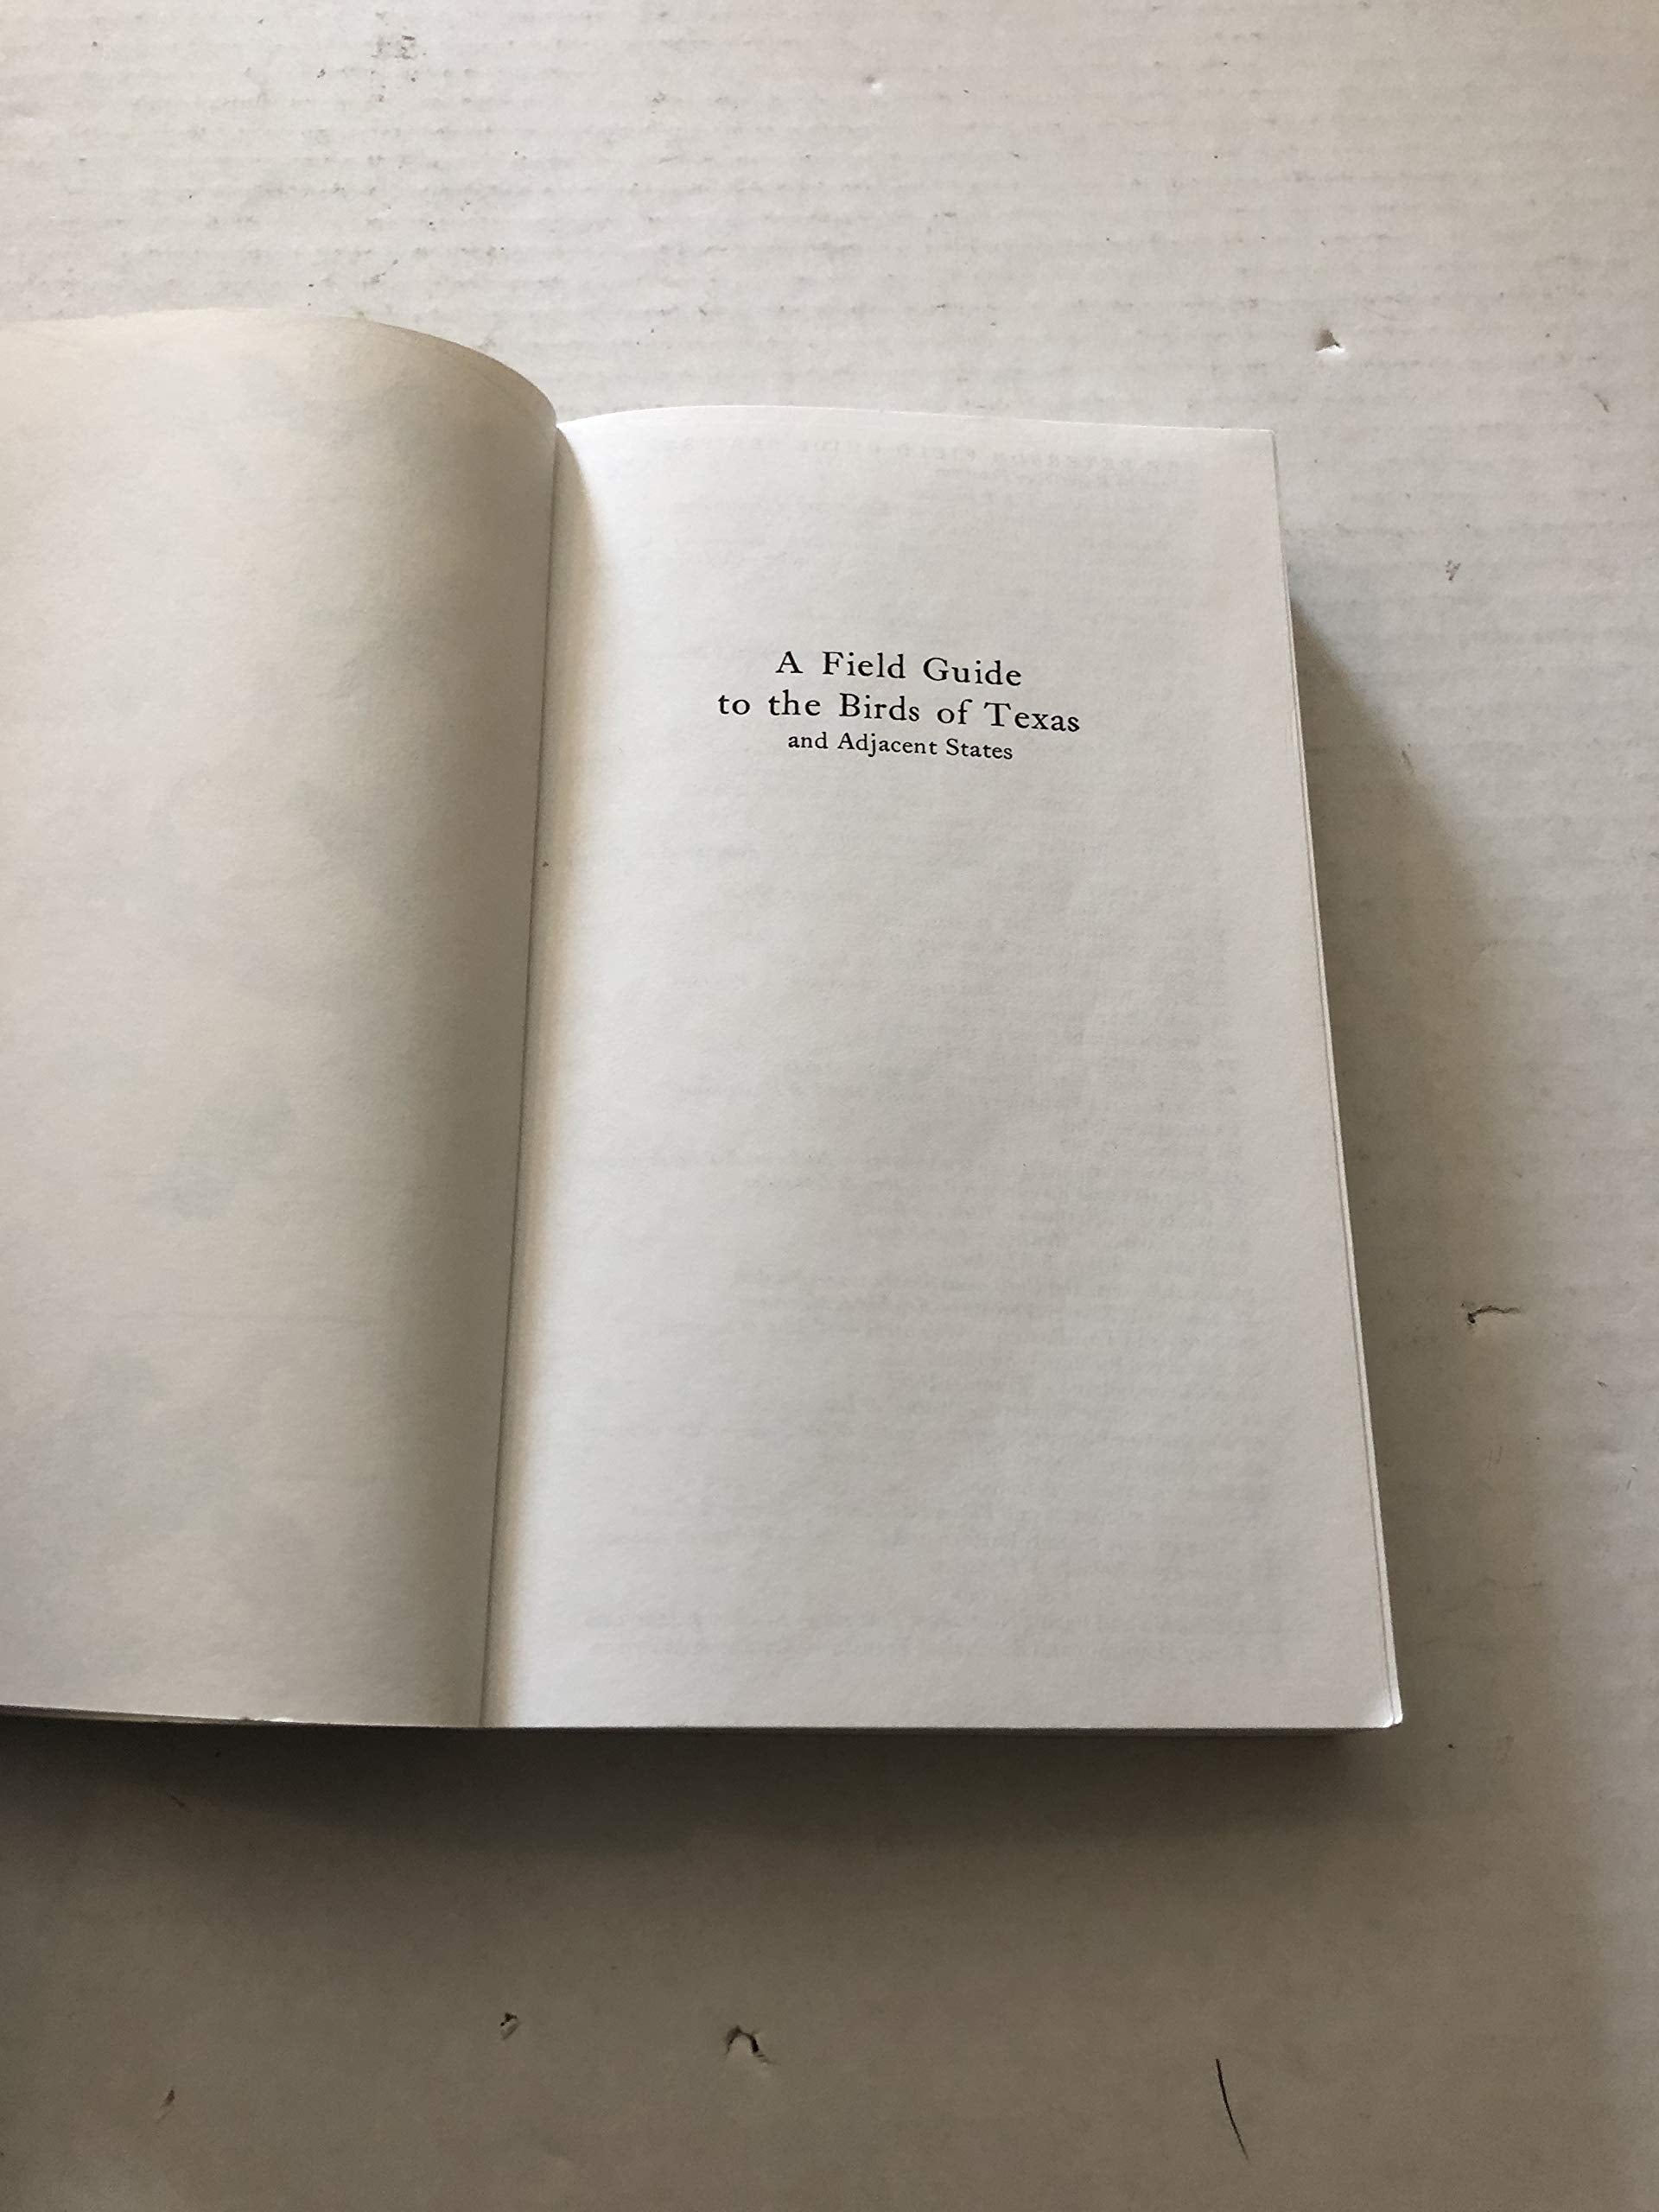 A Field Guide
to the Birds of Texas
and Adjacent States